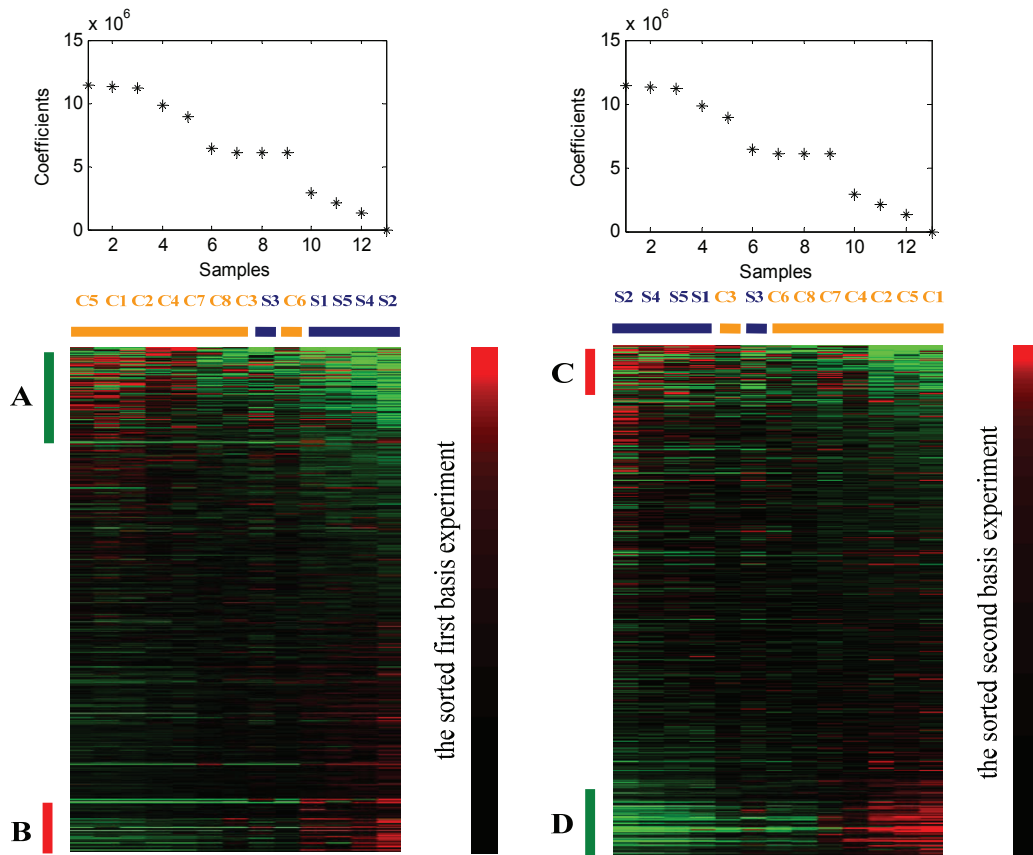 x 10^6
15
10
5
0
Coefficients
2 4 6 8 10 12
Samples
C5 C1 C2 C4 C7 C8 C3 S3 C6 S1 S5 S4 S2
A
B
the sorted first basis experiment
x 10^6
15
10
5
0
Coefficients
2 4 6 8 10 12
Samples
S2 S4 S5 S1 C3 S3 C6 C8 C7 C4 C2 C5 C1
C
D
the sorted second basis experiment